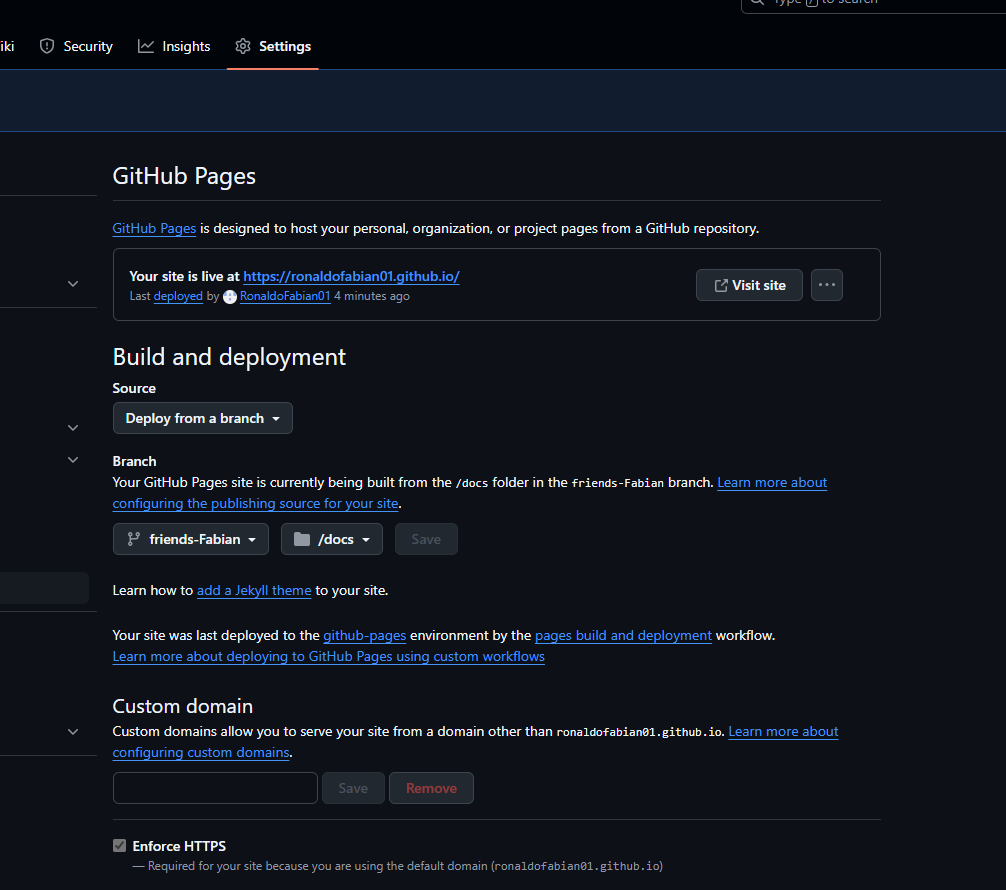 Type / to search
iki Security Insights Settings
GitHub Pages
GitHub Pages is designed to host your personal, organization, or project pages from a GitHub repository.
Your site is live at https://ronaldofabian01.github.io/
Last deployed by RonaldoFabian01 4 minutes ago
Visit site
Build and deployment
Source
Deploy from a branch
Branch
Your GitHub Pages site is currently being built from the /docs folder in the friends-Fabian branch. Learn more about
configuring the publishing source for your site.
friends-Fabian /docs Save
Learn how to add a Jekyll theme to your site.
Your site was last deployed to the github-pages environment by the pages build and deployment workflow.
Learn more about deploying to GitHub Pages using custom workflows
Custom domain
Custom domains allow you to serve your site from a domain other than ronaldofabian01.github.io. Learn more about
configuring custom domains.
Save Remove
Enforce HTTPS
— Required for your site because you are using the default domain (ronaldofabian01.github.io)